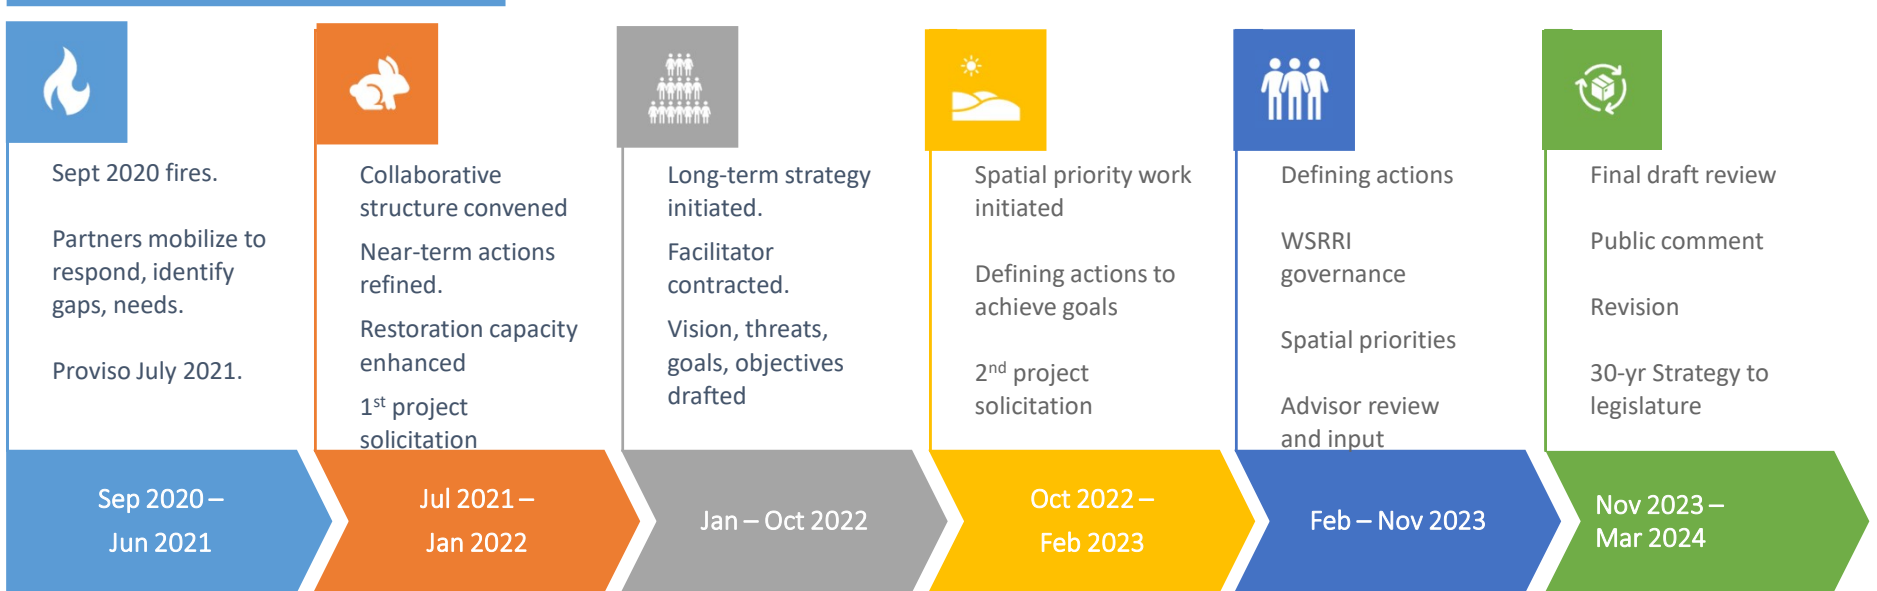 Sept 2020 fires.
Partners mobilize to
respond, identify
gaps, needs.
Proviso July 2021.
Sep 2020 –
Jun 2021
Collaborative
structure convened
Near-term actions
refined.
Restoration capacity
enhanced
1st project
solicitation
Jul 2021 –
Jan 2022
Long-term strategy
initiated.
Facilitator
contracted.
Vision, threats,
goals, objectives
drafted
Jan – Oct 2022
Spatial priority work
initiated
Defining actions to
achieve goals
2nd project
solicitation
Oct 2022 –
Feb 2023
Defining actions
WSRRI
governance
Spatial priorities
Advisor review
and input
Feb – Nov 2023
Final draft review
Public comment
Revision
30-yr Strategy to
legislature
Nov 2023 –
Mar 2024